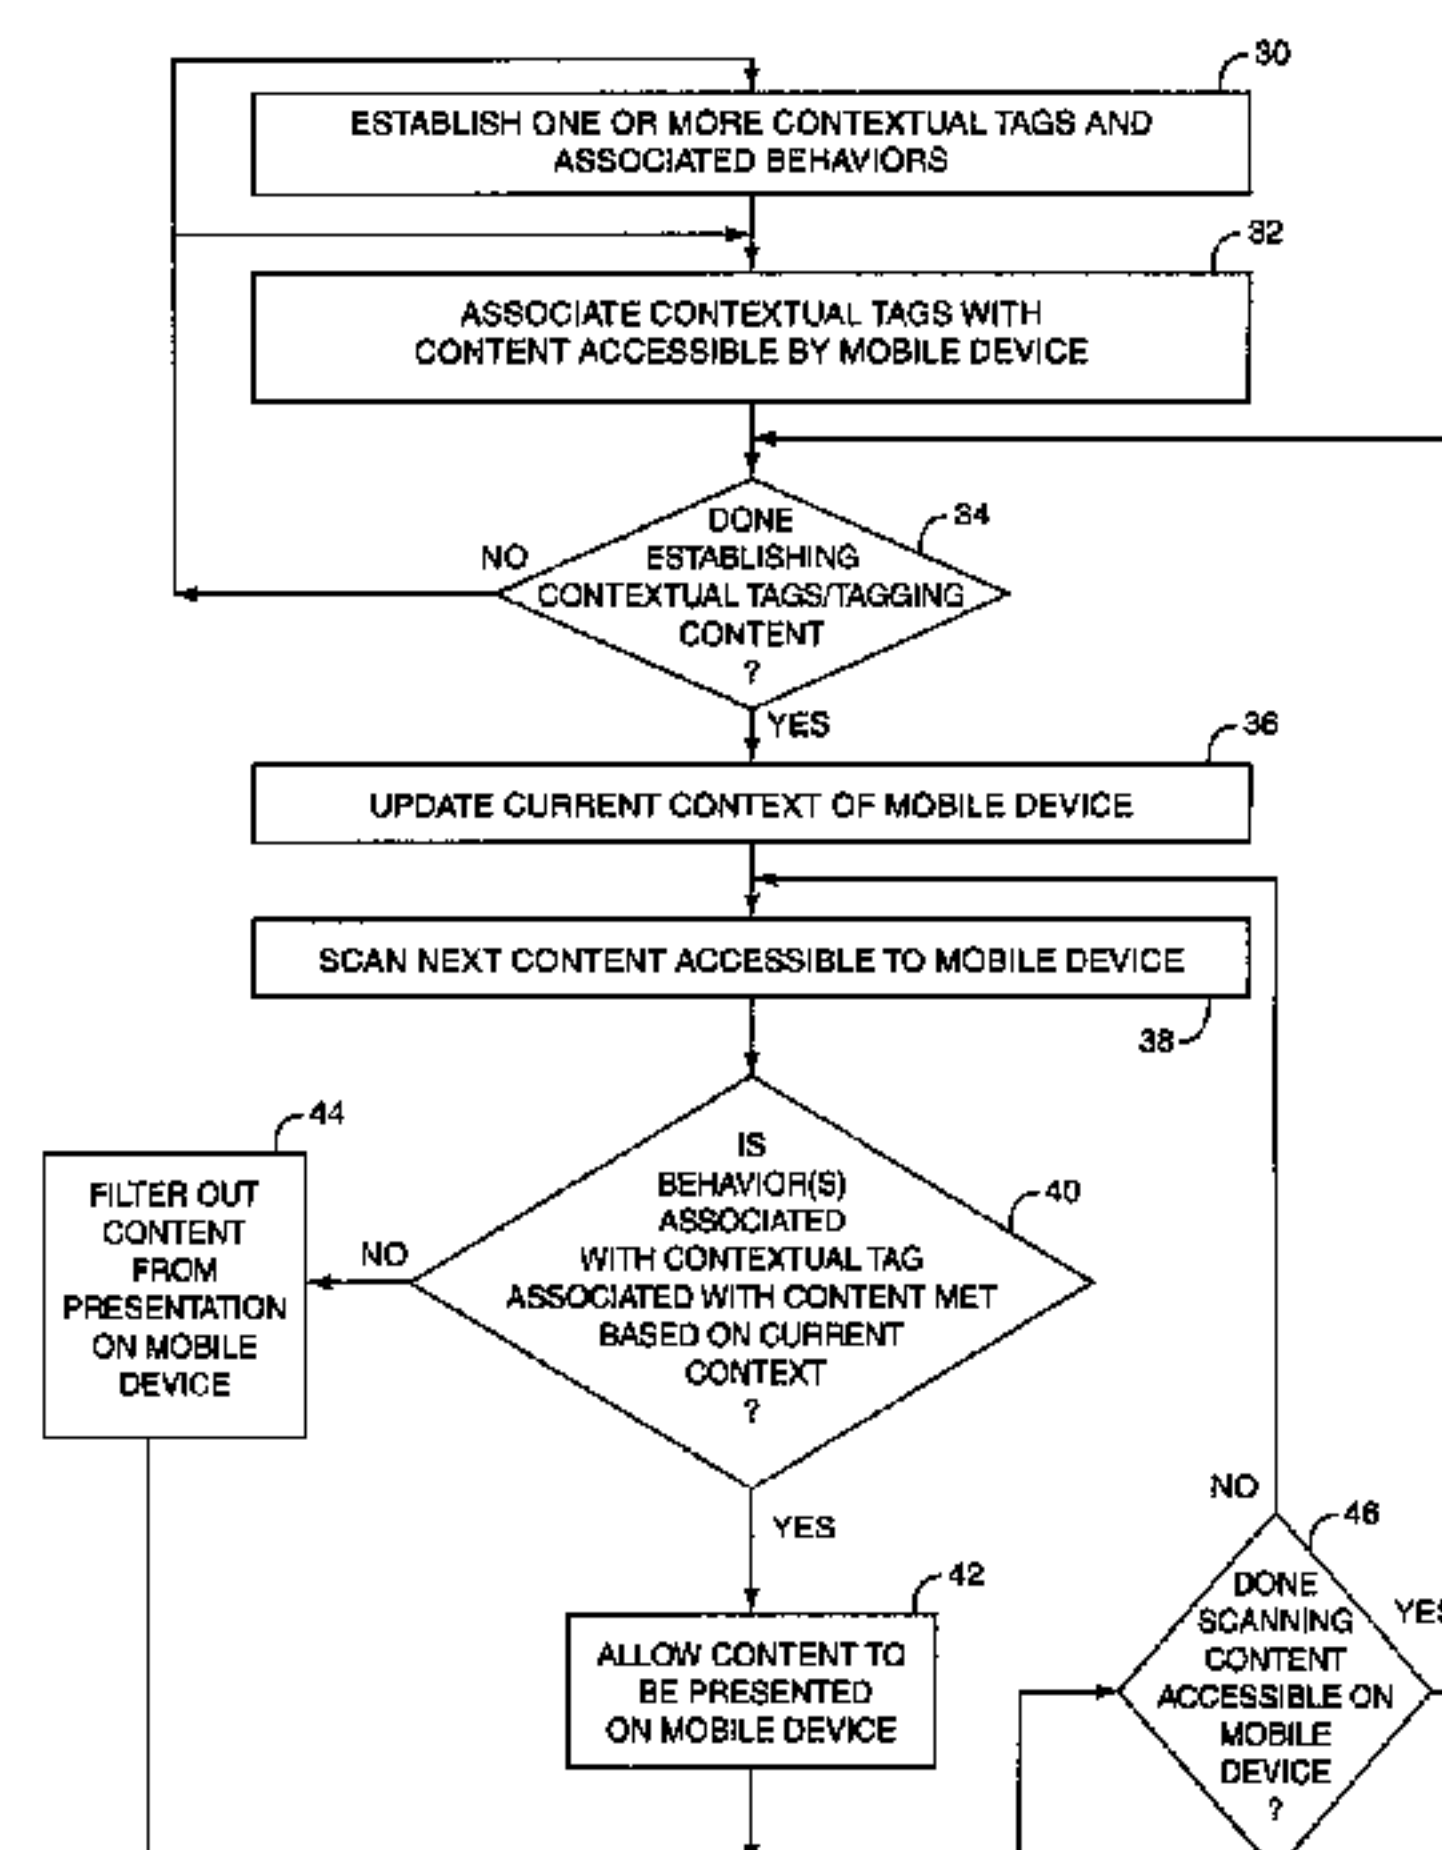 30
ESTABLISH ONE OR MORE CONTEXTUAL TAGS AND
ASSOCIATED BEHAVIORS
32
ASSOCIATE CONTEXTUAL TAGS WITH
CONTENT ACCESSIBLE BY MOBILE DEVICE
34
DONE
ESTABLISHING
CONTEXTUAL TAGS/TAGGING
CONTENT
?
NO
YES
36
UPDATE CURRENT CONTEXT OF MOBILE DEVICE
SCAN NEXT CONTENT ACCESSIBLE TO MOBILE DEVICE
38
44
FILTER OUT
CONTENT
FROM
PRESENTATION
ON MOBILE
DEVICE
NO
40
IS
BEHAVIOR(S)
ASSOCIATED
WITH CONTEXTUAL TAG
ASSOCIATED WITH CONTENT MET
BASED ON CURRENT
CONTEXT
?
YES
42
ALLOW CONTENT TO
BE PRESENTED
ON MOBILE DEVICE
NO
46
DONE
SCANNING
CONTENT
ACCESSIBLE ON
MOBILE
DEVICE
?
YES